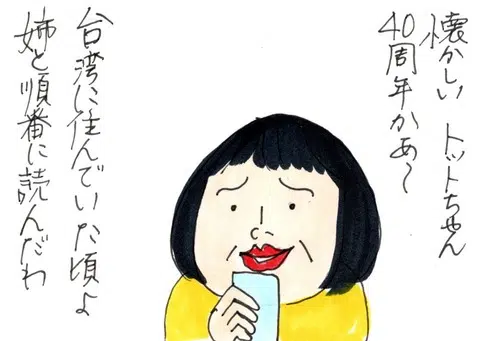 懐かしい トットちゃん
40周年かあ〜
台湾に住んでいた頃よ
姉と順番に読んだわ